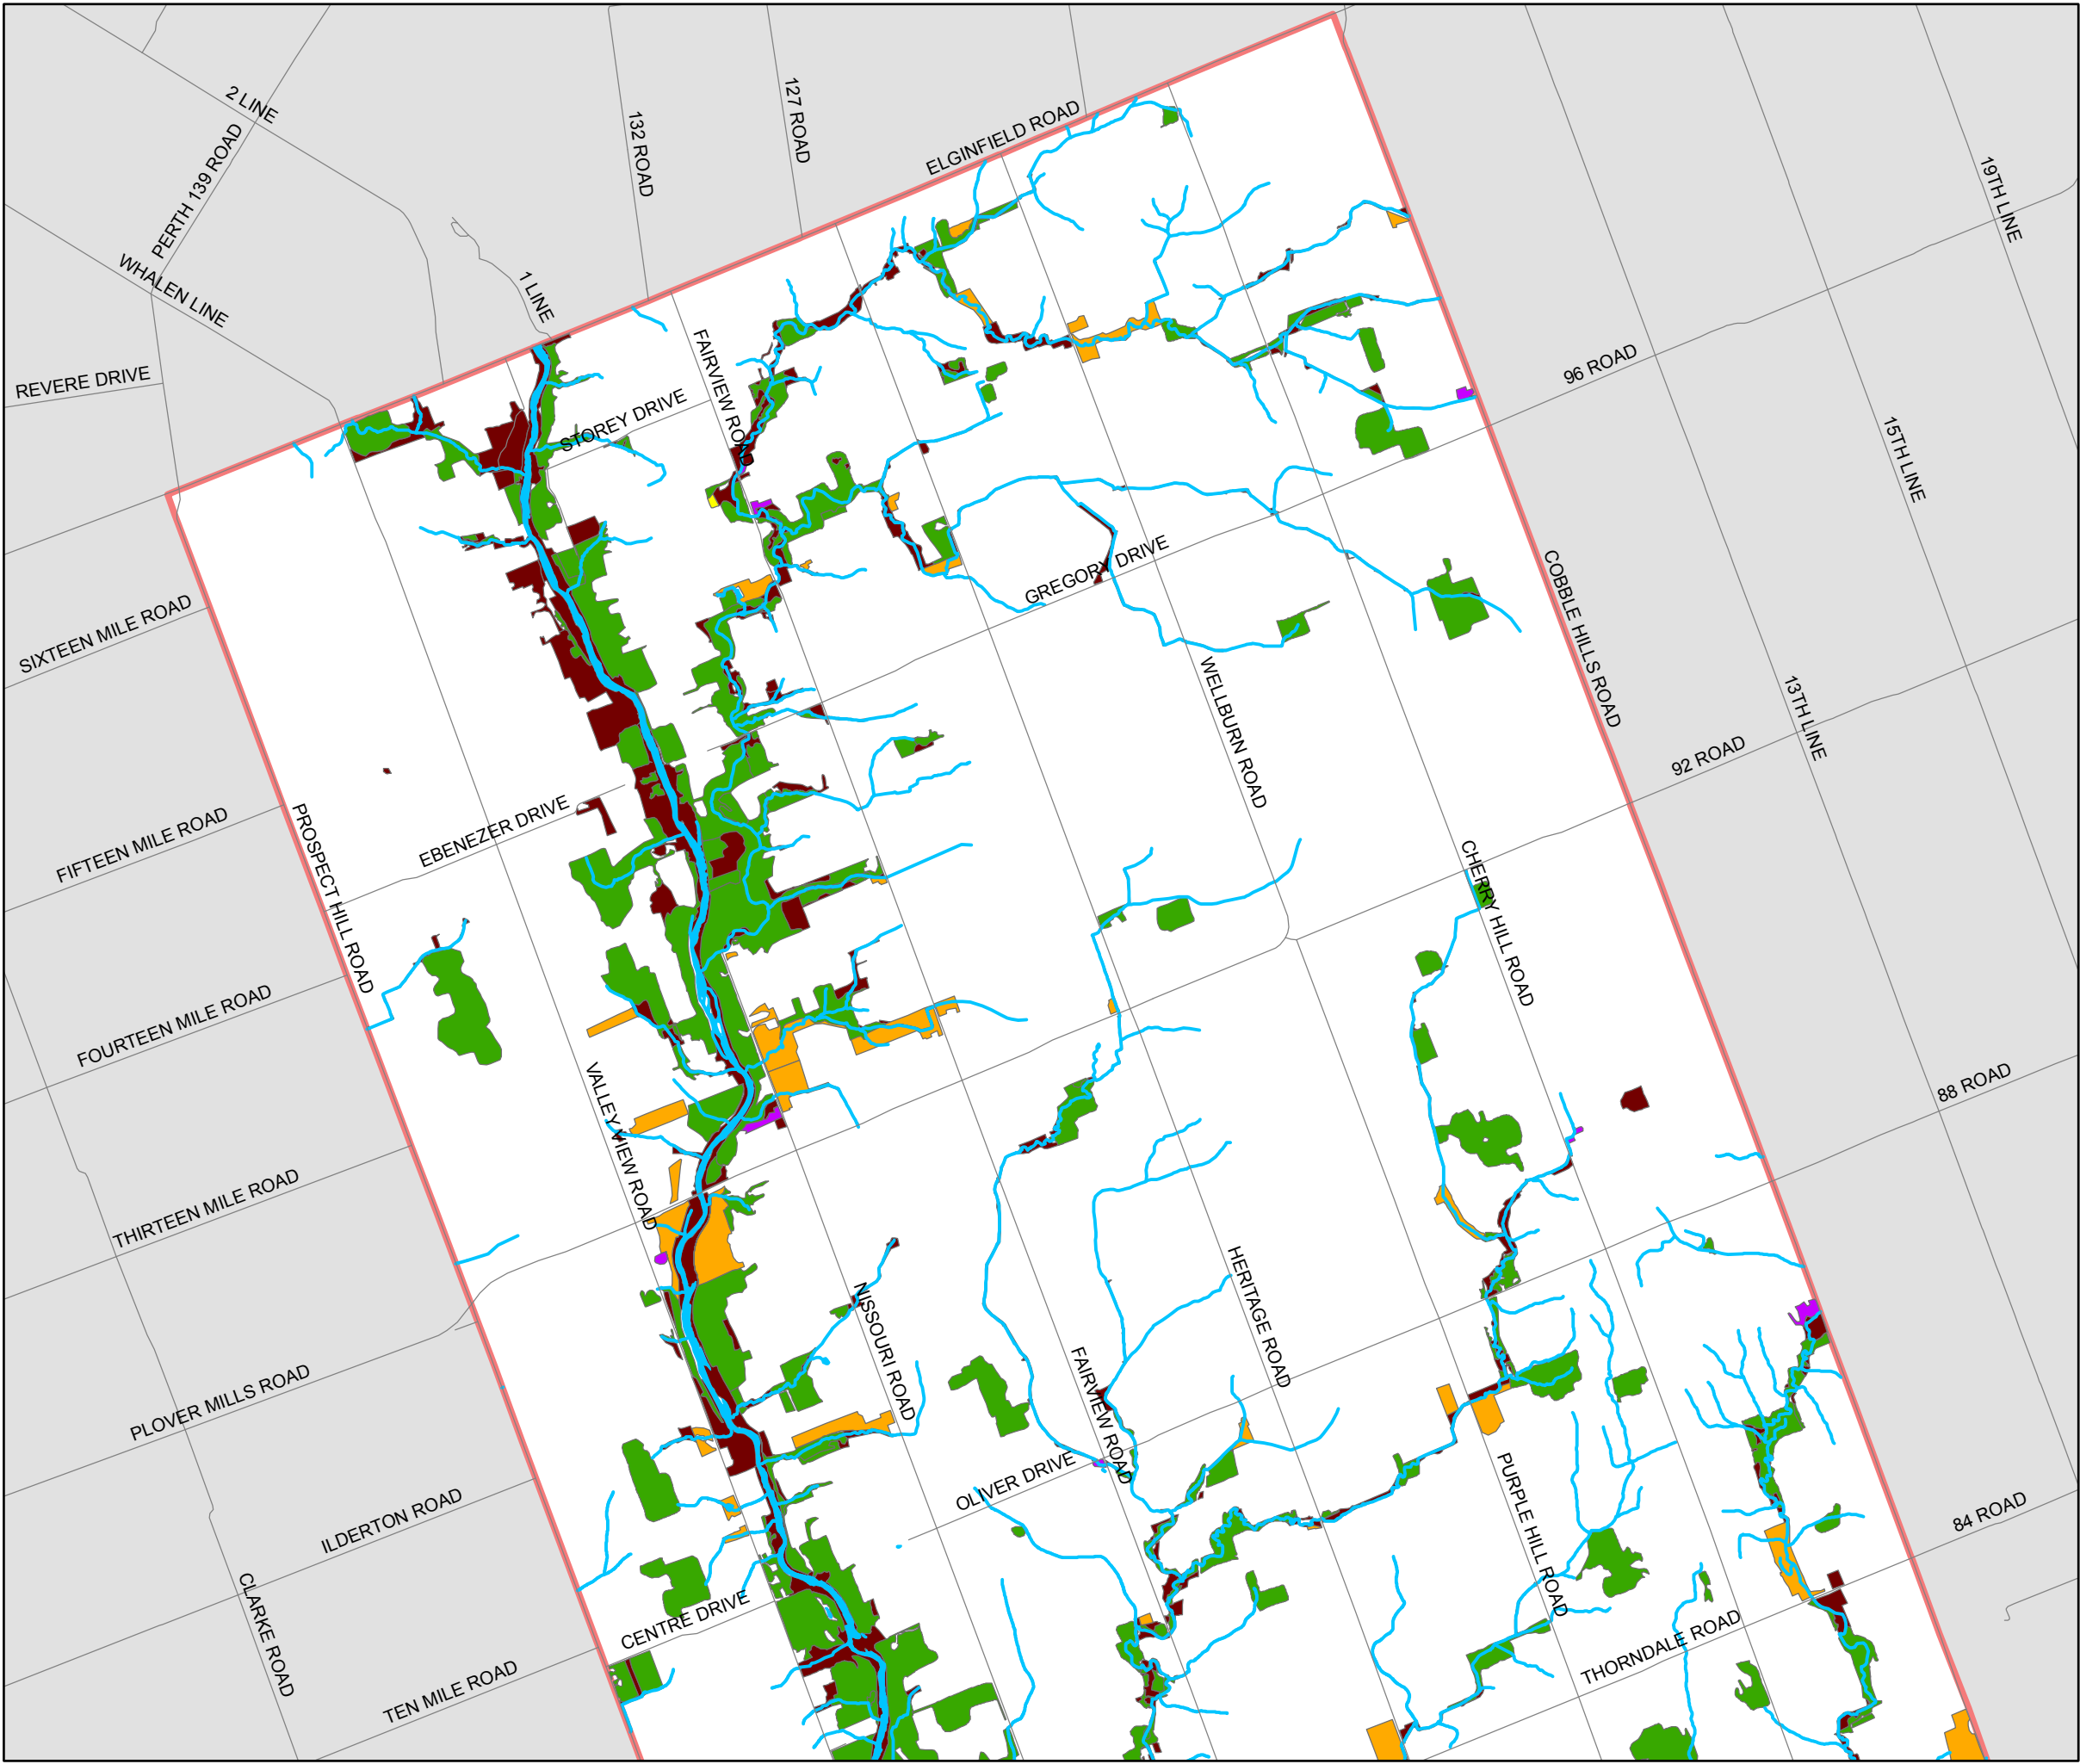 2 LINE
PERTH 139 ROAD
WHALEN LINE
REVERE DRIVE
1 LINE
132 ROAD
127 ROAD
ELGINFIELD ROAD
19TH LINE
96 ROAD
15TH LINE
FAIRVIEW ROAD
STOREY DRIVE
GREGORY DRIVE
COBBLE HILLS ROAD
SIXTEEN MILE ROAD
WELLBURN ROAD
13TH LINE
92 ROAD
FIFTEEN MILE ROAD
PROSPECT HILL ROAD
EBENEZER DRIVE
CHERRY HILL ROAD
FOURTEEN MILE ROAD
VALLEY VIEW ROAD
88 ROAD
THIRTEEN MILE ROAD
HERITAGE ROAD
NISSOURI ROAD
FAIRVIEW ROAD
PLOVER MILLS ROAD
OLIVER DRIVE
PURPLE HILL ROAD
ILDERTON ROAD
84 ROAD
CLARKE ROAD
CENTRE DRIVE
THORNDALE ROAD
TEN MILE ROAD